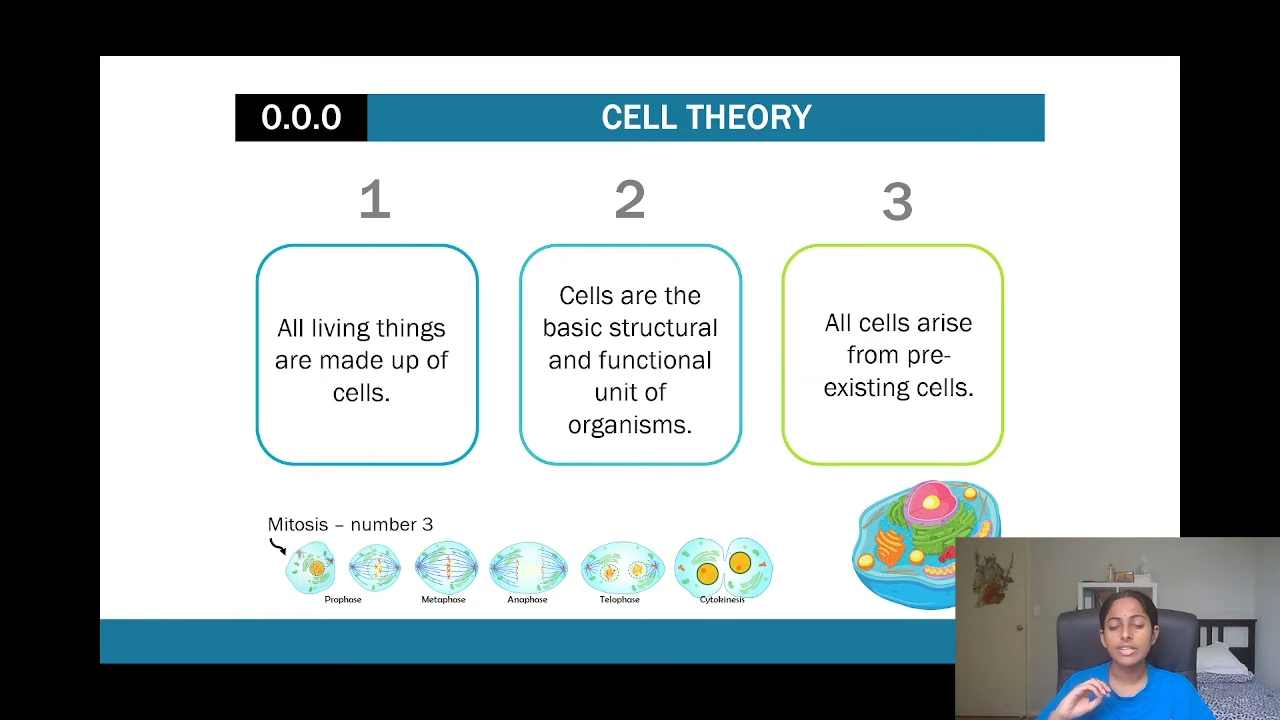 0.0.0
CELL THEORY
1
2
3
All living things
are made up of
cells.
Cells are the
basic structural
and functional
unit of
organisms.
All cells arise
from pre-
existing cells.
Mitosis – number 3
Prophase
Metaphase
Anaphase
Telophase
Cytokinesis